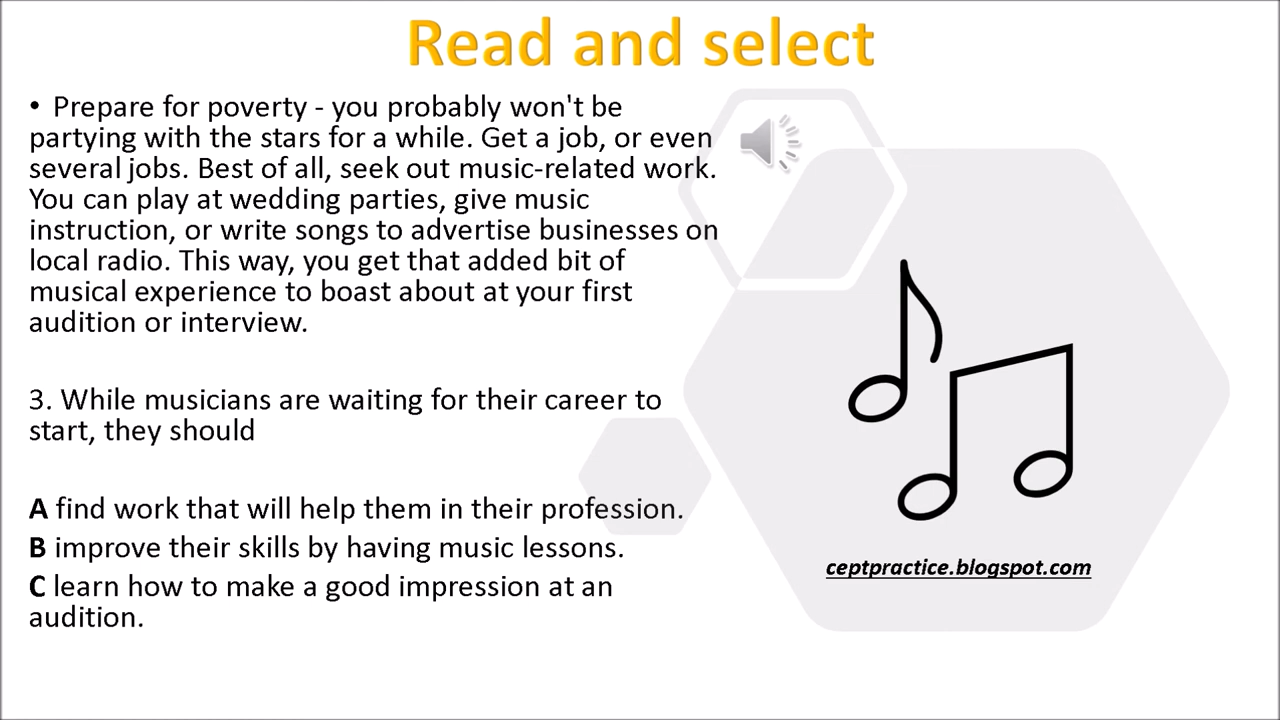 Read and select
• Prepare for poverty - you probably won't be
partying with the stars for a while. Get a job, or even
several jobs. Best of all, seek out music-related work.
You can play at wedding parties, give music
instruction, or write songs to advertise businesses on
local radio. This way, you get that added bit of
musical experience to boast about at your first
audition or interview.
3. While musicians are waiting for their career to
start, they should
A find work that will help them in their profession.
B improve their skills by having music lessons.
C learn how to make a good impression at an
audition.
ceptpractice.blogspot.com